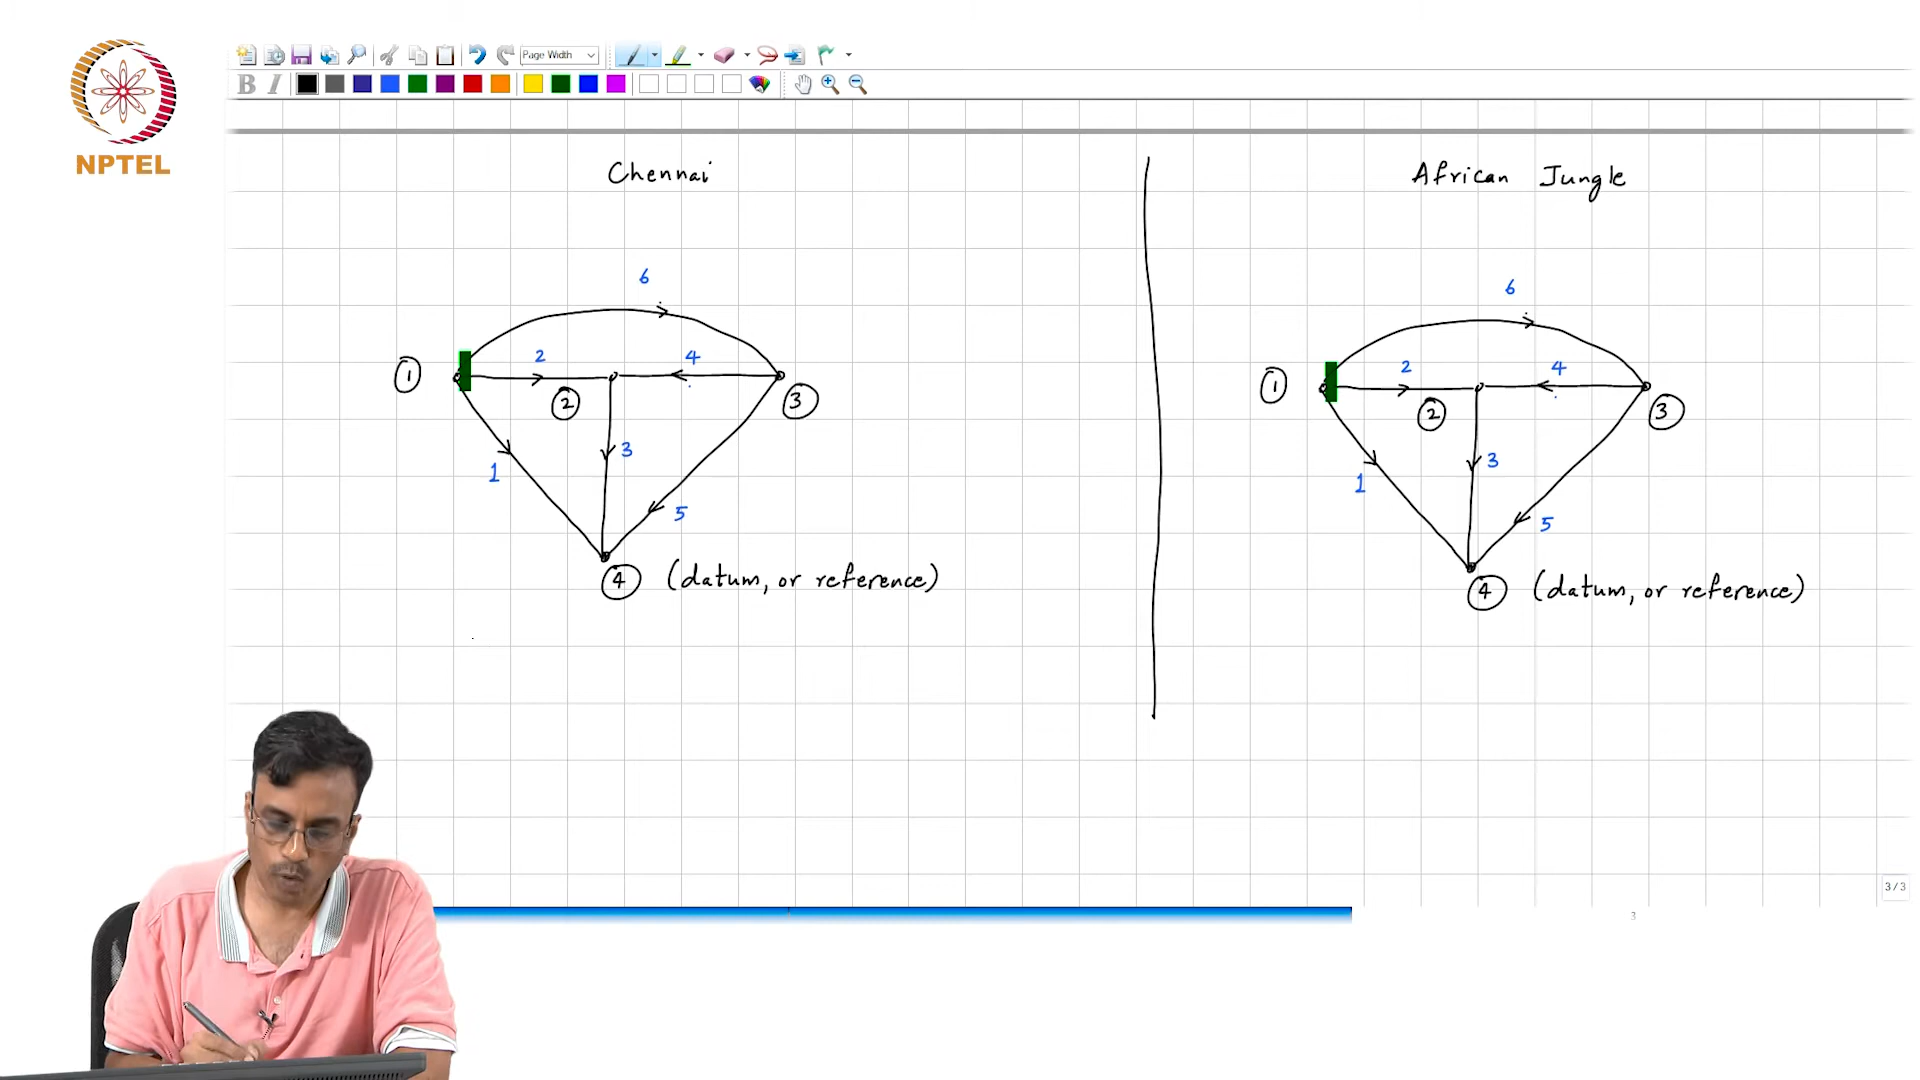 NPTEL
B I
Page Width
Chennai
African Jungle
6
2
4
1
2
3
3
1
5
4 (datum, or reference)
6
2
4
1
2
3
3
1
5
4 (datum, or reference)
3/3
3